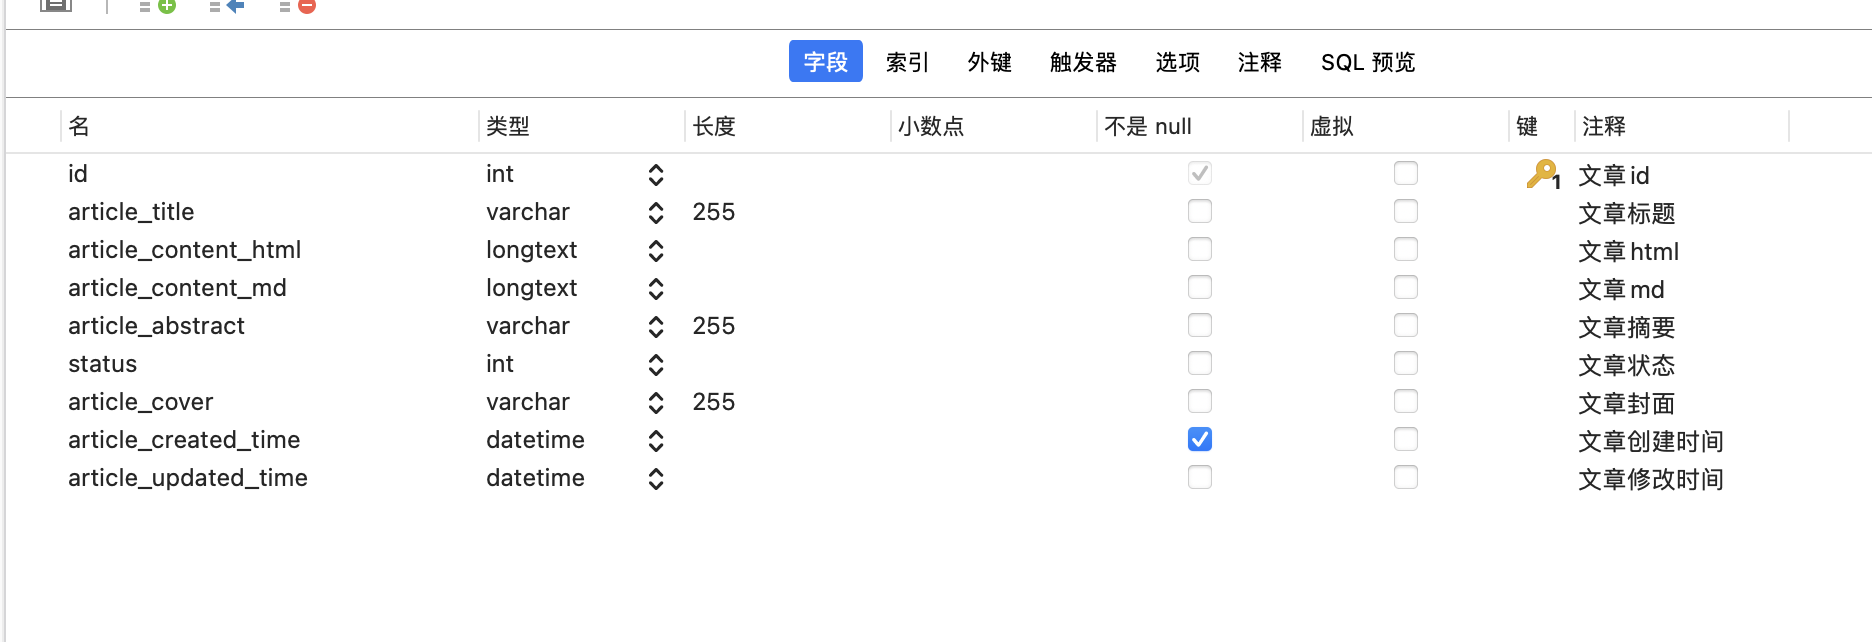 字段 索引 外键 触发器 选项 注释 SQL 预览
名 类型 长度 小数点 不是 null 虚拟 键 注释
id int 1 文章id
article_title varchar 255 文章标题
article_content_html longtext 文章html
article_content_md longtext 文章md
article_abstract varchar 255 文章摘要
status int 文章状态
article_cover varchar 255 文章封面
article_created_time datetime 文章创建时间
article_updated_time datetime 文章修改时间